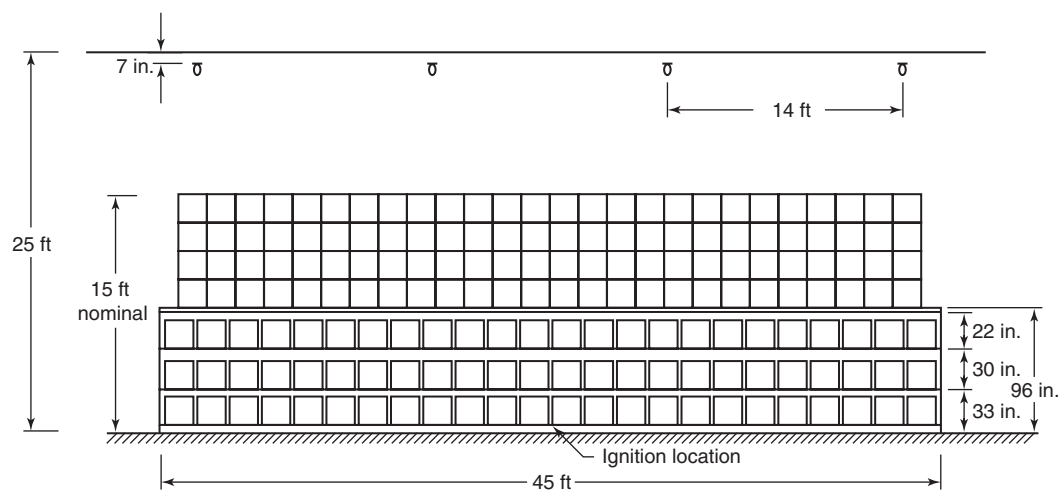 7 in.
14 ft
25 ft
15 ft
nominal
22 in.
30 in.
96 in.
33 in.
Ignition location
45 ft